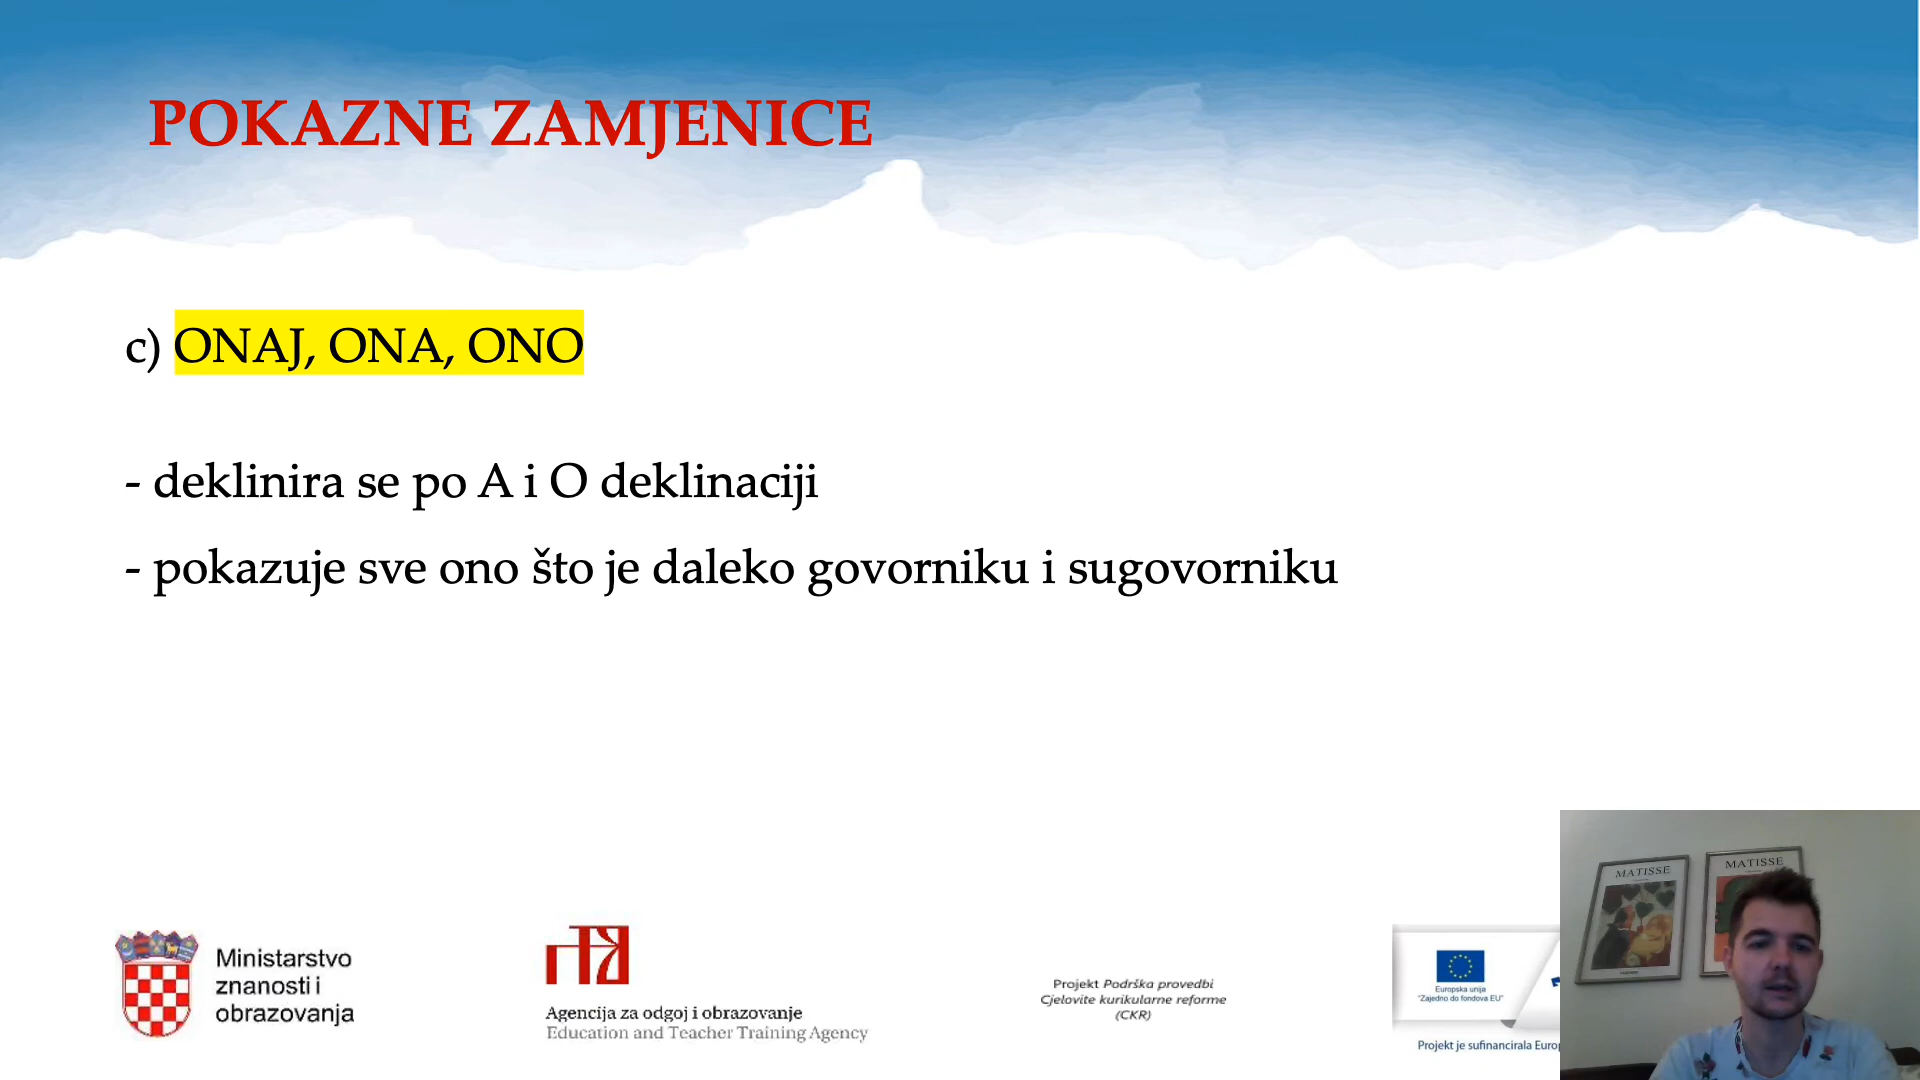 POKAZNE ZAMJENICE
c) ONAJ, ONA, ONO
- deklinira se po A i O deklinaciji
- pokazuje sve ono što je daleko govorniku i sugovorniku
Ministarstvo
znanosti i
obrazovanja
Agencija za odgoj i obrazovanje
Education and Teacher Training Agency
Projekt Podrška provedbi
Cjelovite kurikularne reforme
(CKR)
Europska unija
"Zajedno do fondova EU"
Projekt je sufinancirala Europ
MATISSE
MATISSE